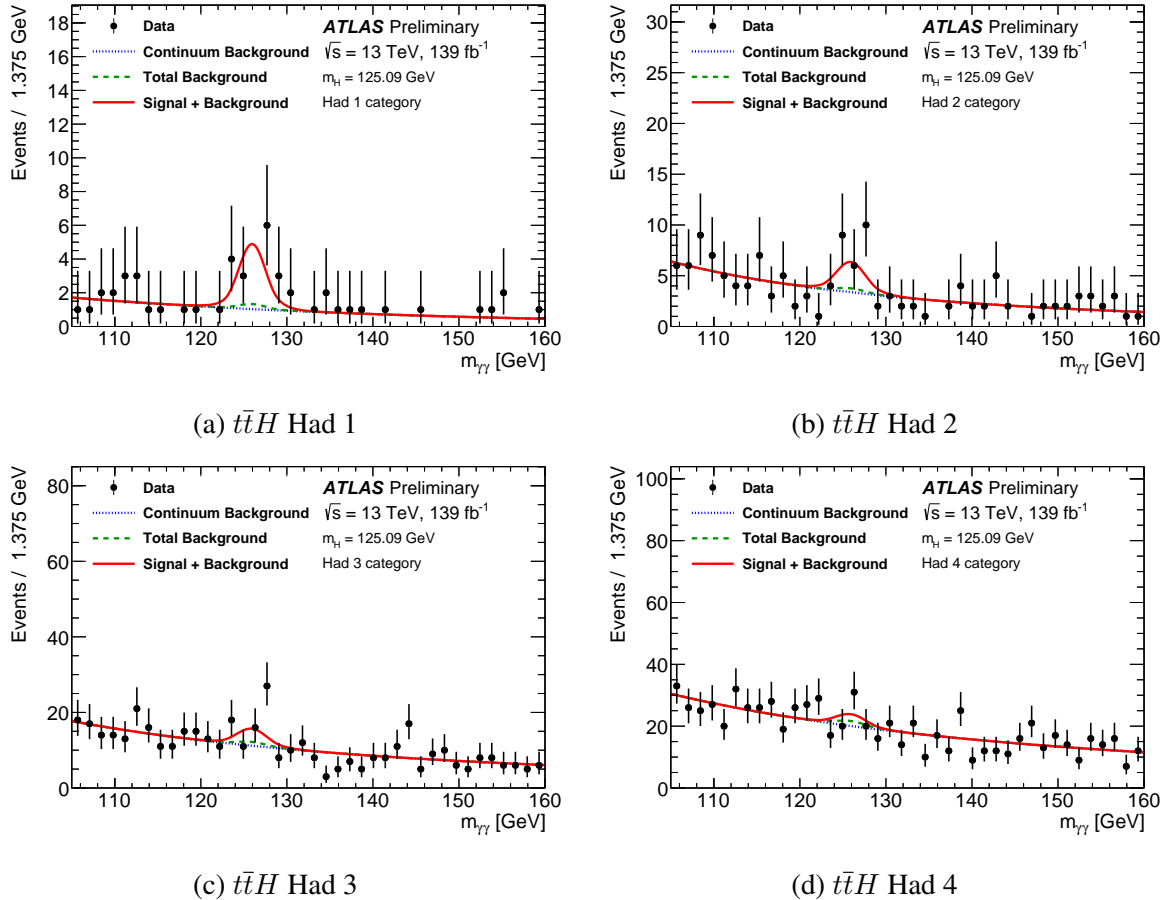 Events / 1.375 GeV
18
16
14
12
10
8
6
4
2
0
Data
Continuum Background
Total Background
Signal + Background
ATLAS Preliminary
√s = 13 TeV, 139 fb⁻¹
m_H = 125.09 GeV
Had 1 category
110 120 130 140 150 160
m_γγ [GeV]
(a) tt̄H Had 1
Events / 1.375 GeV
30
25
20
15
10
5
0
Data
Continuum Background
Total Background
Signal + Background
ATLAS Preliminary
√s = 13 TeV, 139 fb⁻¹
m_H = 125.09 GeV
Had 2 category
110 120 130 140 150 160
m_γγ [GeV]
(b) tt̄H Had 2
Events / 1.375 GeV
80
60
40
20
0
Data
Continuum Background
Total Background
Signal + Background
ATLAS Preliminary
√s = 13 TeV, 139 fb⁻¹
m_H = 125.09 GeV
Had 3 category
110 120 130 140 150 160
m_γγ [GeV]
(c) tt̄H Had 3
Events / 1.375 GeV
100
80
60
40
20
0
Data
Continuum Background
Total Background
Signal + Background
ATLAS Preliminary
√s = 13 TeV, 139 fb⁻¹
m_H = 125.09 GeV
Had 4 category
110 120 130 140 150 160
m_γγ [GeV]
(d) tt̄H Had 4